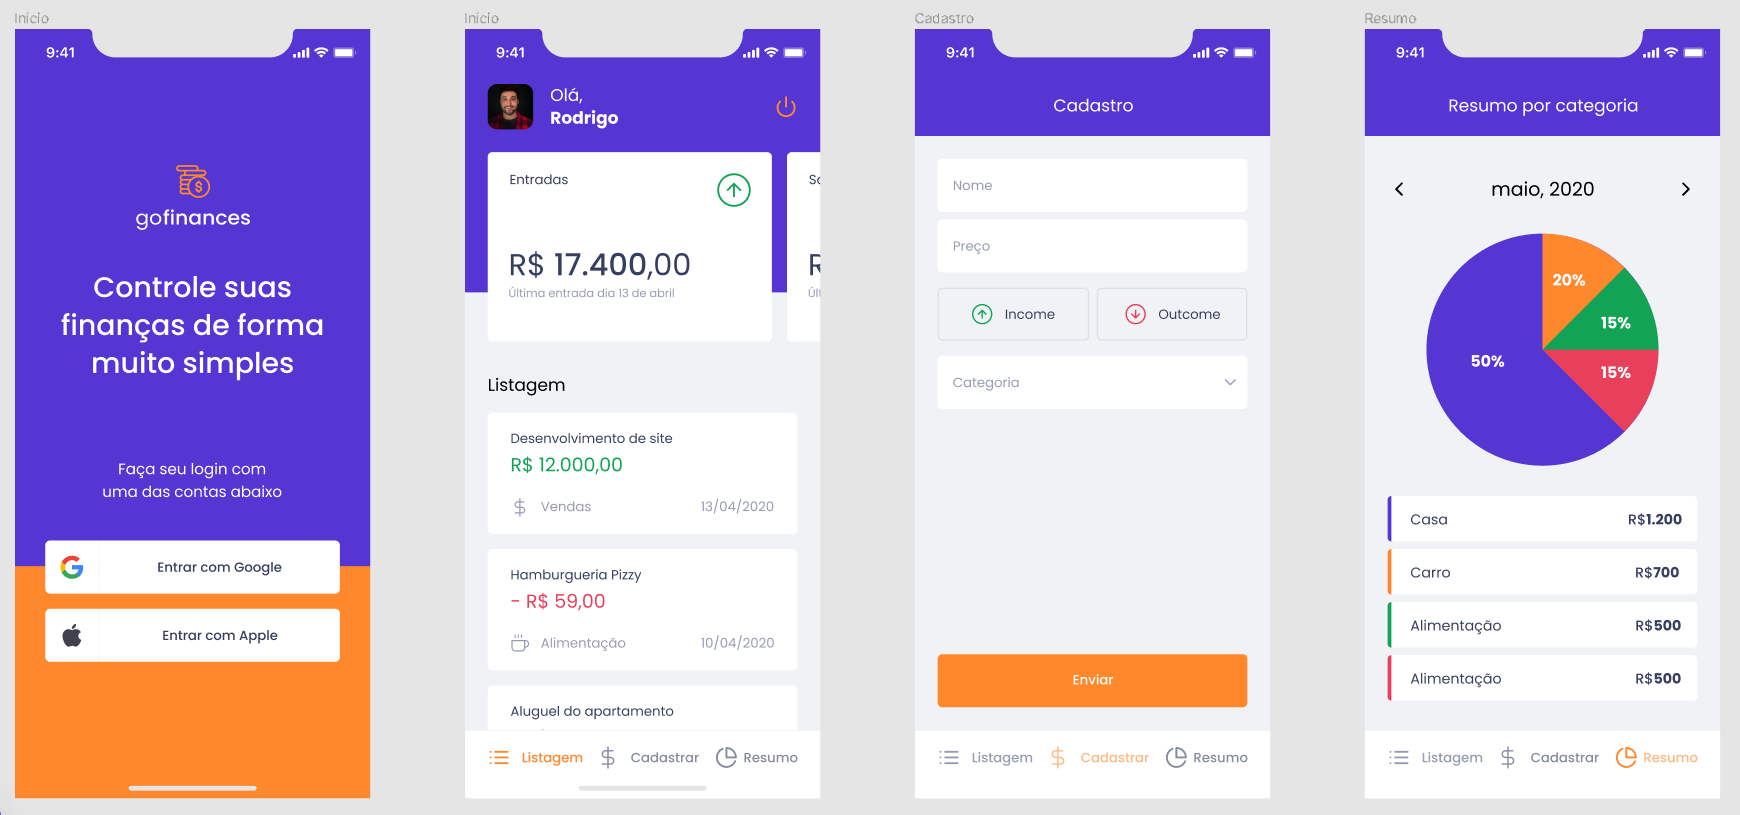 Início
9:41
gofinances
Controle suas
finanças de forma
muito simples
Faça seu login com
uma das contas abaixo
Entrar com Google
Entrar com Apple
Início
9:41
Olá,
Rodrigo
Entradas
R$ 17.400,00
Última entrada dia 13 de abril
Listagem
Desenvolvimento de site
R$ 12.000,00
Vendas 13/04/2020
Hamburgueria Pizzy
- R$ 59,00
Alimentação 10/04/2020
Aluguel do apartamento
Listagem Cadastrar Resumo
Cadastro
9:41
Cadastro
Nome
Preço
Income Outcome
Categoria
Enviar
Listagem Cadastrar Resumo
Resumo
9:41
Resumo por categoria
maio, 2020
20%
15%
50%
15%
Casa R$1.200
Carro R$700
Alimentação R$500
Alimentação R$500
Listagem Cadastrar Resumo